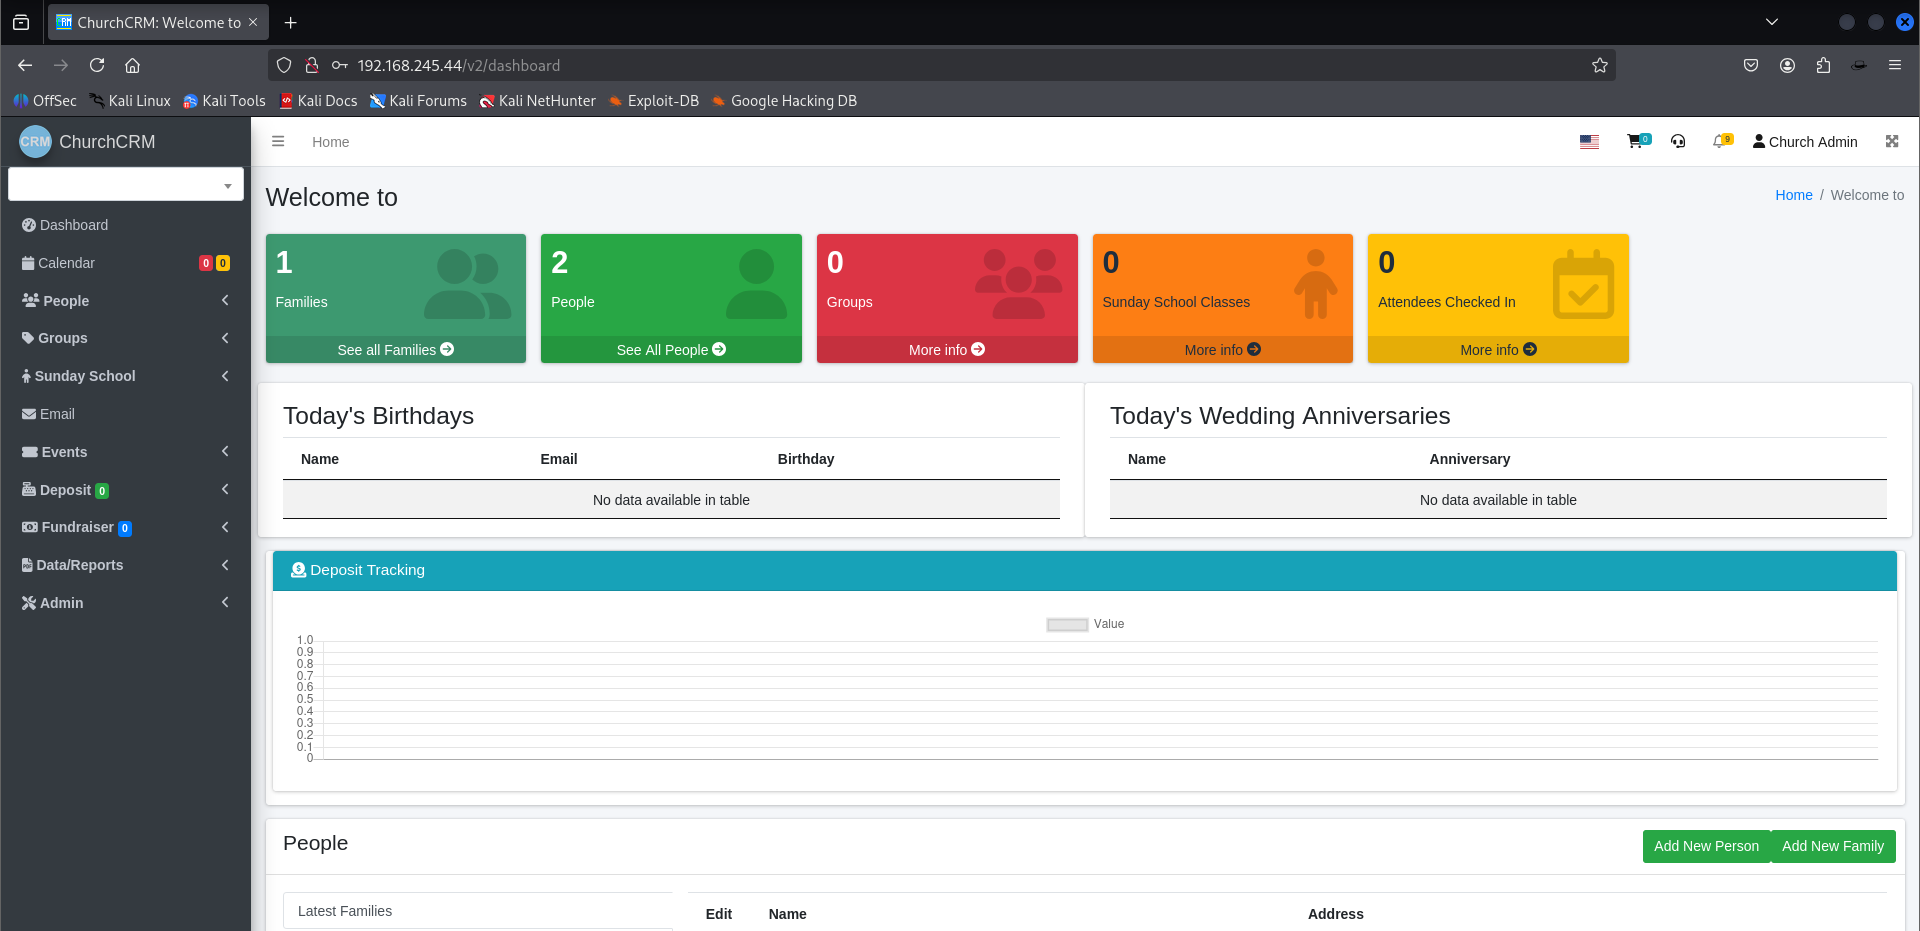 ChurchCRM: Welcome to
192.168.245.44/v2/dashboard
OffSec Kali Linux Kali Tools Kali Docs Kali Forums Kali NetHunter Exploit-DB Google Hacking DB
CRM ChurchCRM
Home
0
9
Church Admin
Welcome to
Home / Welcome to
Dashboard
Calendar 0 0
People
Groups
Sunday School
Email
Events
Deposit 0
Fundraiser 0
Data/Reports
Admin
1
Families
See all Families
2
People
See All People
0
Groups
More info
0
Sunday School Classes
More info
0
Attendees Checked In
More info
Today's Birthdays
Name Email Birthday
No data available in table
Today's Wedding Anniversaries
Name Anniversary
No data available in table
Deposit Tracking
Value
1.0
0.9
0.8
0.7
0.6
0.5
0.4
0.3
0.2
0.1
0
People
Add New Person Add New Family
Latest Families
Edit Name Address